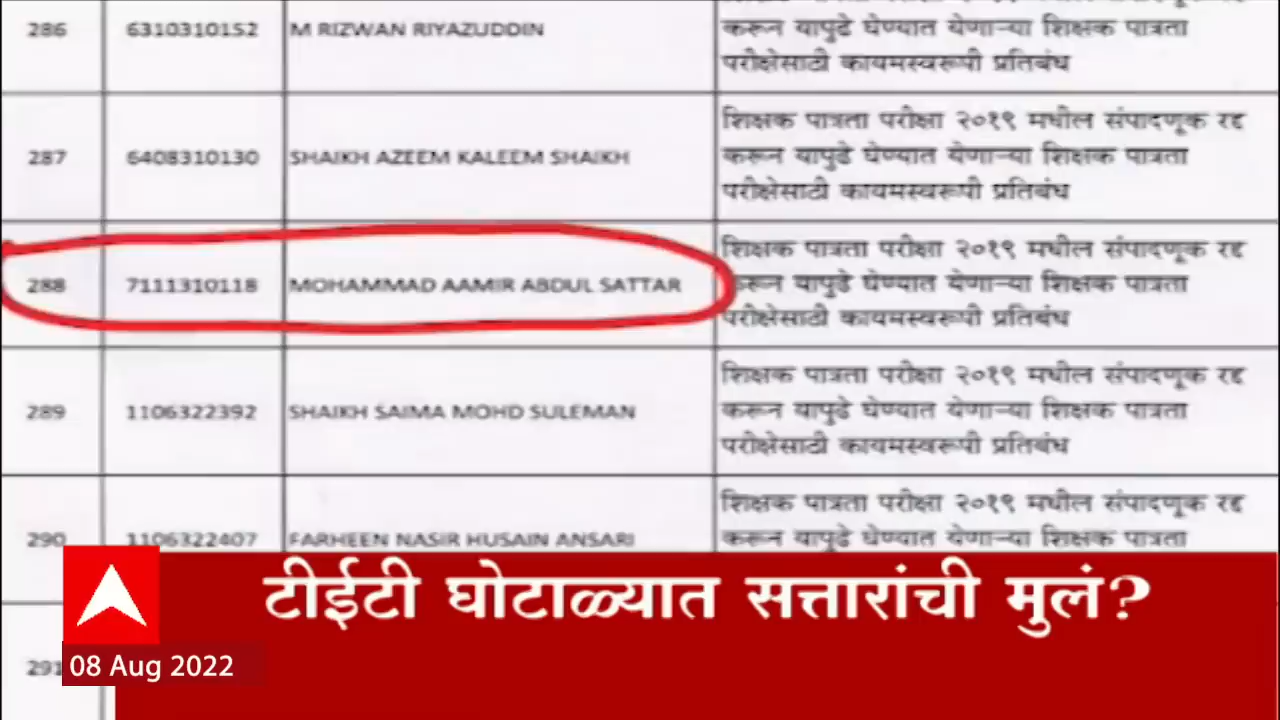 286 6310310152 M RIZWAN RIYAZUDDIN करून यापुढे घेण्यात येणाऱ्या शिक्षक पात्रता
परीक्षेसाठी कायमस्वरूपी प्रतिबंध
शिक्षक पात्रता परीक्षा २०१९ मधील संपादणूक रद्द
287 6408310130 SHAIKH AZEEM KALEEM SHAIKH करून यापुढे घेण्यात येणाऱ्या शिक्षक पात्रता
परीक्षेसाठी कायमस्वरूपी प्रतिबंध
शिक्षक पात्रता परीक्षा २०१९ मधील संपादणूक रद्द
288 7111310118 MOHAMMAD AAMIR ABDUL SATTAR करून यापुढे घेण्यात येणाऱ्या शिक्षक पात्रता
परीक्षेसाठी कायमस्वरूपी प्रतिबंध
शिक्षक पात्रता परीक्षा २०१९ मधील संपादणूक रद्द
289 1106322392 SHAIKH SAIMA MOHD SULEMAN करून यापुढे घेण्यात येणाऱ्या शिक्षक पात्रता
परीक्षेसाठी कायमस्वरूपी प्रतिबंध
शिक्षक पात्रता परीक्षा २०१९ मधील संपादणूक रद्द
290 1106322407 FARHEEN NASIR HUSAIN ANSARI करून यापुढे घेण्यात येणाऱ्या शिक्षक पात्रता
टीईटी घोटाळ्यात सत्तारांची मुलं?
291 08 Aug 2022